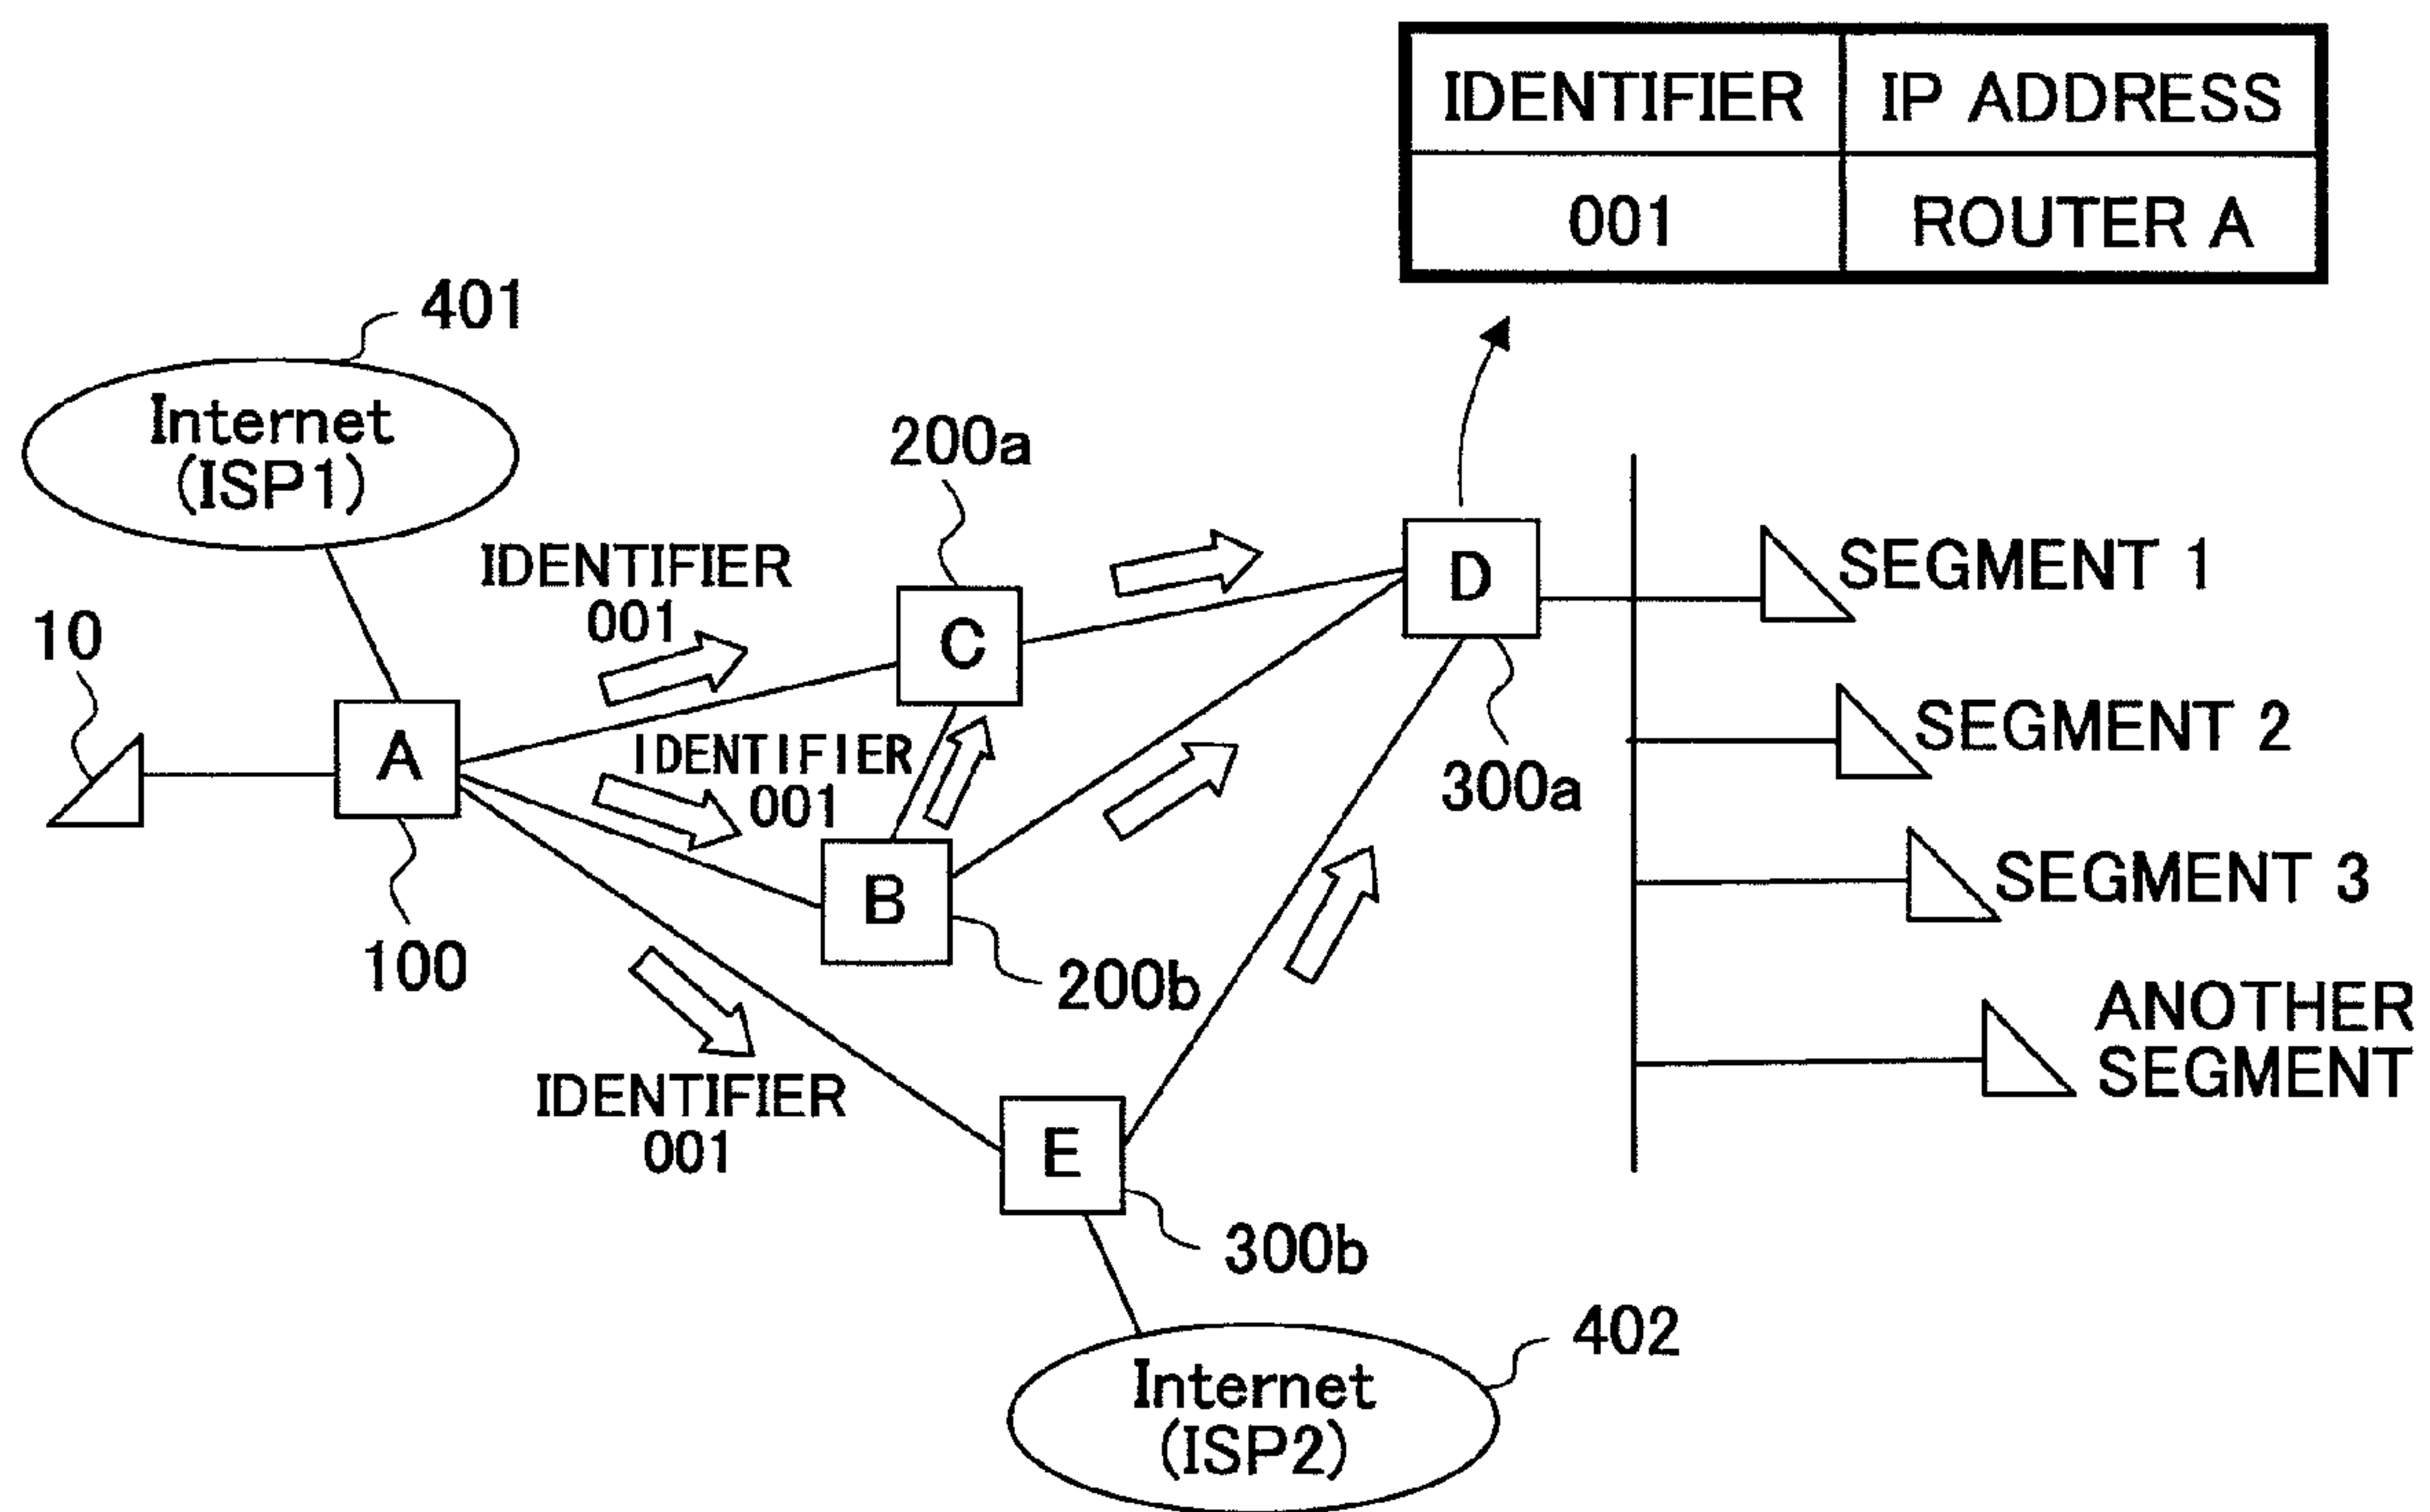 IDENTIFIER IP ADDRESS
001 ROUTER A
401
Internet
(ISP1)
200a
IDENTIFIER
001
C
D
SEGMENT 1
10
A
IDENTIFIER
001
SEGMENT 2
300a
B
SEGMENT 3
100
200b
ANOTHER
SEGMENT
IDENTIFIER
001
E
300b
402
Internet
(ISP2)